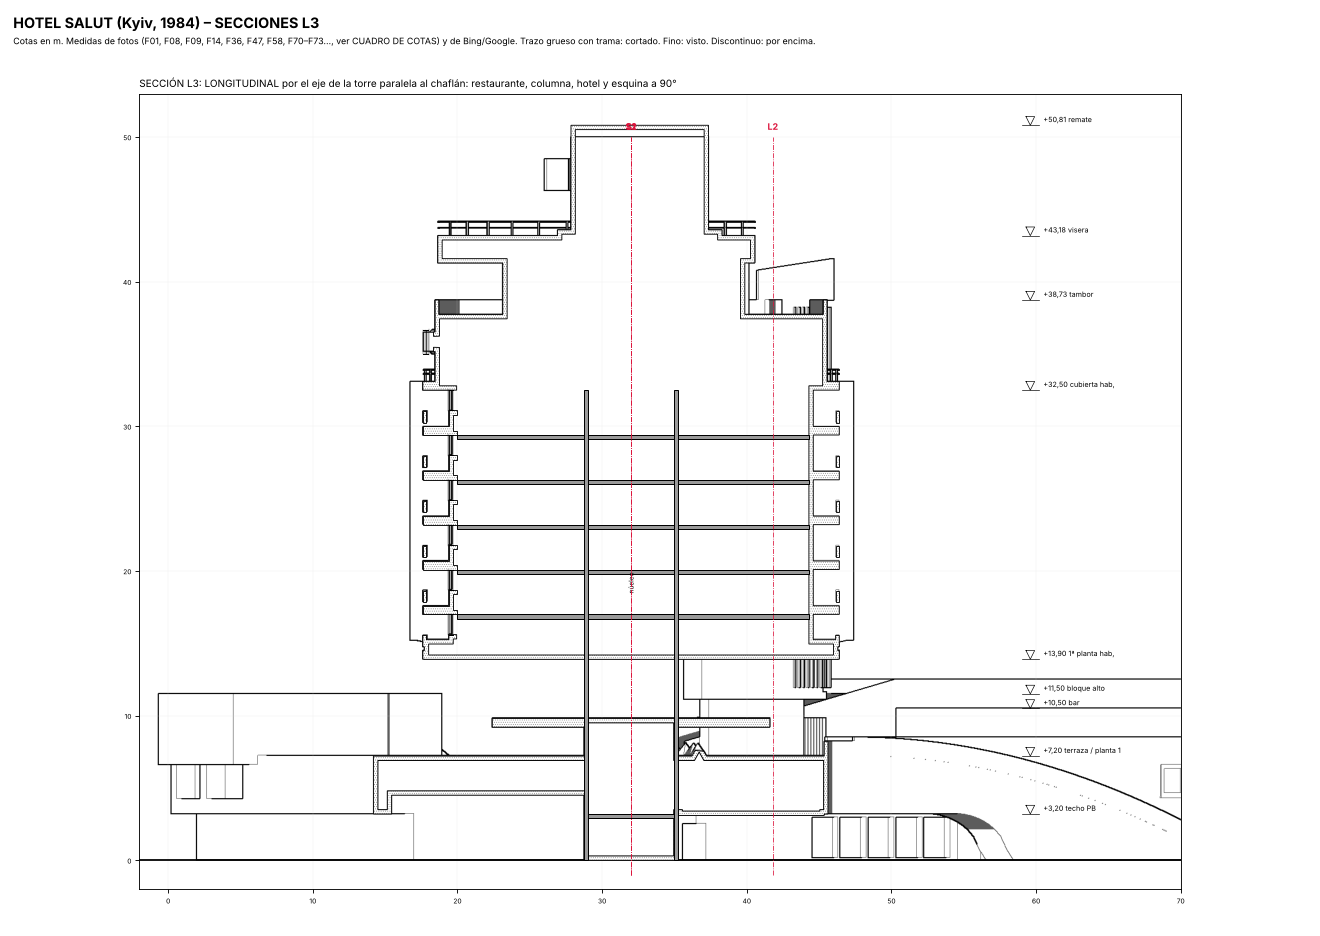 HOTEL SALUT (Kyiv, 1984) – SECCIONES L3
Cotas en m. Medidas de fotos (F01, F08, F09, F14, F36, F47, F58, F70–F73..., ver CUADRO DE COTAS) y de Bing/Google. Trazo grueso con trama: cortado. Fino: visto. Discontinuo: por encima.
SECCIÓN L3: LONGITUDINAL por el eje de la torre paralela al chaflán: restaurante, columna, hotel y esquina a 90°
L2
+50,81 remate
50
+43,18 visera
40
+38,73 tambor
+32,50 cubierta hab,
30
20
núcleo
+13,90 1ª planta hab,
+11,50 bloque alto
+10,50 bar
10
+7,20 terraza / planta 1
+3,20 techo PB
0
0 10 20 30 40 50 60 70